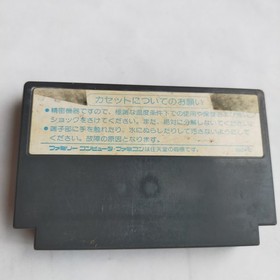 カセットについてのお願い
●精密機器ですので、極端な温度条件下での使用や保管及び強い
ショックをさけてください。また、絶対に分解しないでください。
●端子部に手を触れたり、水にぬらしたりして汚さないようにして
ください。故障の原因となります。
ファミリーコンピュータ・ファミコンは任天堂の商標です。